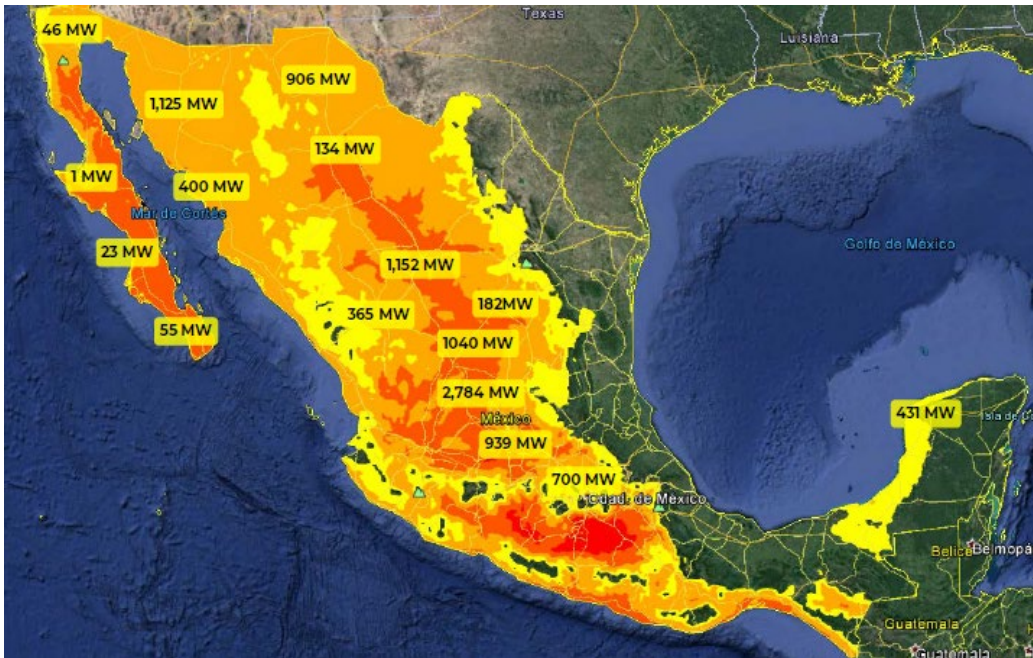 Texas
46 MW
Luisiana
906 MW
1,125 MW
134 MW
1 MW
400 MW
Mar de Cortés
Golfo de México
23 MW
1,152 MW
182MW
365 MW
55 MW
1040 MW
2,784 MW
México
431 MW
939 MW
700 MW
Cdad. de México
Belice
Guatemala
Guatemala